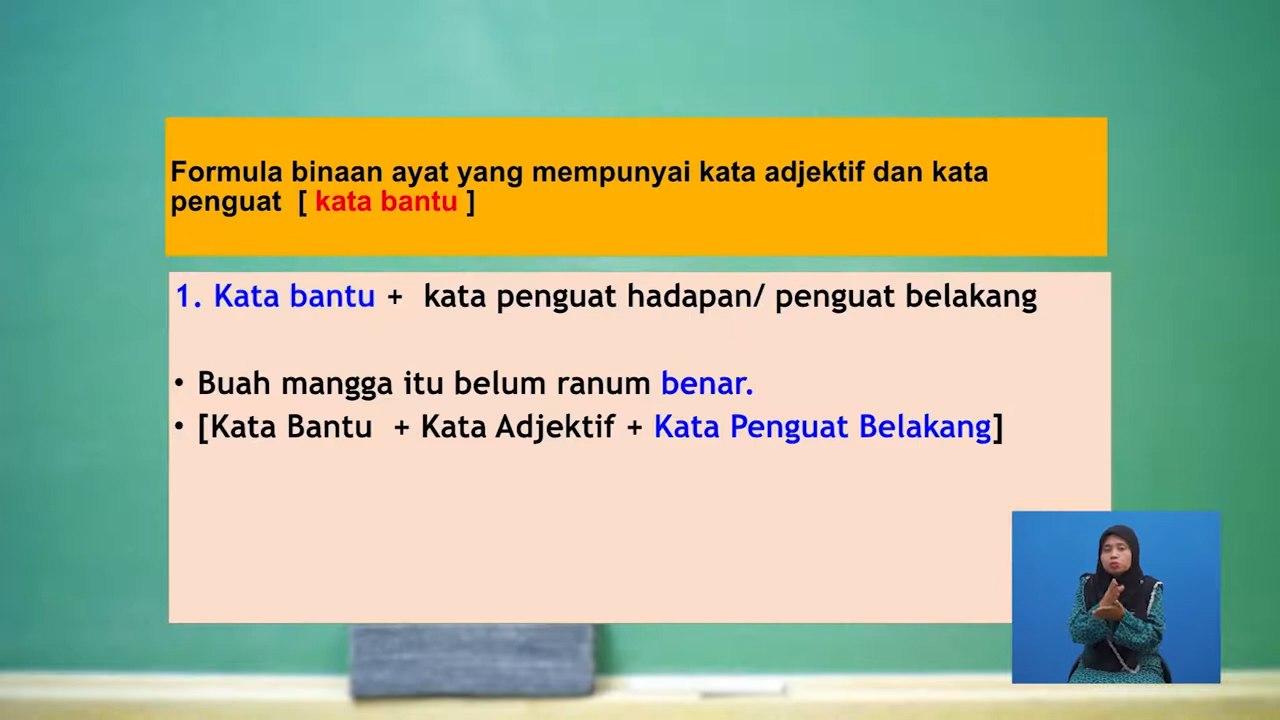 Formula binaan ayat yang mempunyai kata adjektif dan kata
penguat [ kata bantu ]
1. Kata bantu + kata penguat hadapan/ penguat belakang
• Buah mangga itu belum ranum benar.
• [Kata Bantu + Kata Adjektif + Kata Penguat Belakang]